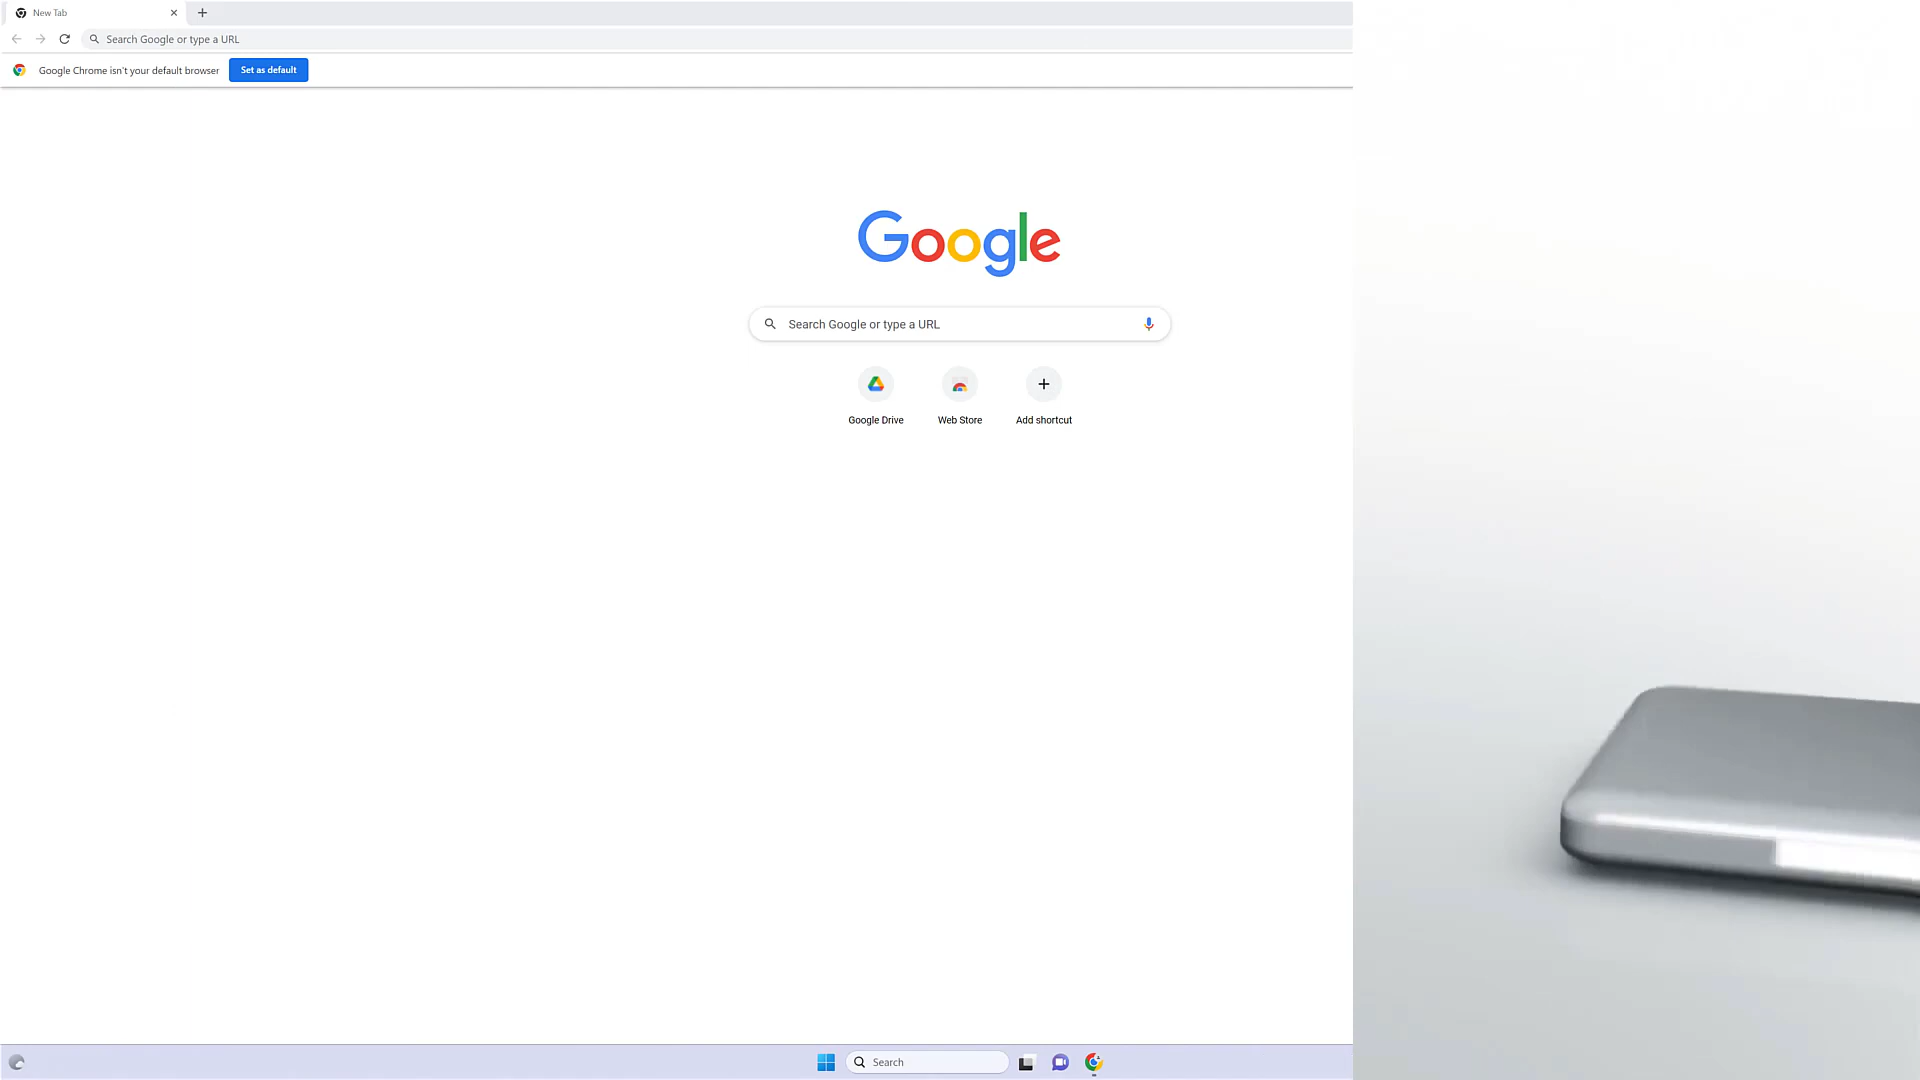 New Tab
Search Google or type a URL
Google Chrome isn't your default browser
Set as default
Google
Search Google or type a URL
Google Drive
Web Store
Add shortcut
Search